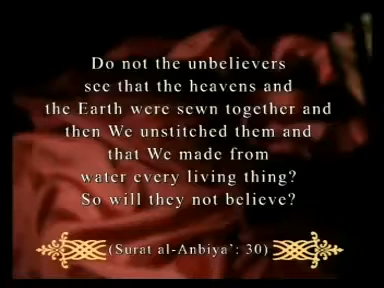 Do not the unbelievers
see that the heavens and
the Earth were sewn together and
then We unstitched them and
that We made from
water every living thing?
So will they not believe?
(Surat al-Anbiya': 30)